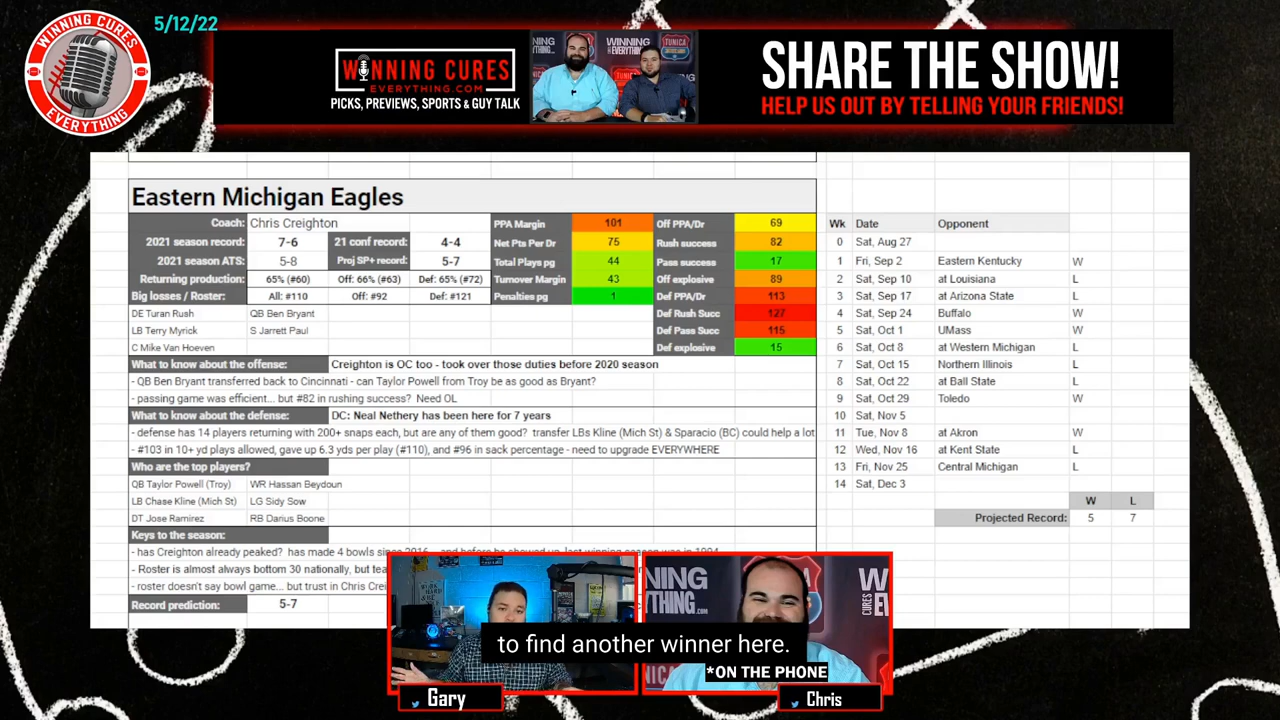 WINNING CURES
EVERYTHING
5/12/22
WINNING CURES
EVERYTHING.COM
PICKS, PREVIEWS, SPORTS & GUY TALK
WINNING
TUNICA
SHARE THE SHOW!
HELP US OUT BY TELLING YOUR FRIENDS!
Eastern Michigan Eagles
Coach: Chris Creighton PPA Margin 101 Off PPA/Dr 69
2021 season record: 7-6 21 conf record: 4-4 Net Pts Per Dr 75 Rush success 82
2021 season ATS: 5-8 Proj SP+ record: 5-7 Total Plays pg 44 Pass success 17
Returning production: 65% (#60) Off: 66% (#63) Def: 65% (#72) Turnover Margin 43 Off explosive 89
Big losses / Roster: All: #110 Off: #92 Def: #121 Penalties pg 1 Def PPA/Dr 113
DE Turan Rush QB Ben Bryant Def Rush Succ 127
LB Terry Myrick S Jarrett Paul Def Pass Succ 115
C Mike Van Hoeven Def explosive 15
What to know about the offense: Creighton is OC too - took over those duties before 2020 season
- QB Ben Bryant transferred back to Cincinnati - can Taylor Powell from Troy be as good as Bryant?
- passing game was efficient... but #82 in rushing success? Need OL
What to know about the defense: DC: Neal Nethery has been here for 7 years
- defense has 14 players returning with 200+ snaps each, but are any of them good? transfer LBs Kline (Mich St) & Sparacio (BC) could help a lot
- #103 in 10+ yd plays allowed, gave up 6.3 yds per play (#110), and #96 in sack percentage - need to upgrade EVERYWHERE
Who are the top players?
QB Taylor Powell (Troy) WR Hassan Beydoun
LB Chase Kline (Mich St) LG Sidy Sow
DT Jose Ramirez RB Darius Boone
Keys to the season:
- has Creighton already peaked? has made 4 bowls since 2016 and before he showed up, last winning season was in 1994
- Roster is almost always bottom 30 nationally, but
- roster doesn't say bowl game... but trust in Chris
Record prediction: 5-7
Wk Date Opponent
0 Sat, Aug 27
1 Fri, Sep 2 Eastern Kentucky W
2 Sat, Sep 10 at Louisiana L
3 Sat, Sep 17 at Arizona State L
4 Sat, Sep 24 Buffalo W
5 Sat, Oct 1 UMass W
6 Sat, Oct 8 at Western Michigan L
7 Sat, Oct 15 Northern Illinois L
8 Sat, Oct 22 at Ball State L
9 Sat, Oct 29 Toledo W
10 Sat, Nov 5
11 Tue, Nov 8 at Akron W
12 Wed, Nov 16 at Kent State L
13 Fri, Nov 25 Central Michigan L
14 Sat, Dec 3
W L
Projected Record: 5 7
to find another winner here.
*ON THE PHONE
Gary
Chris